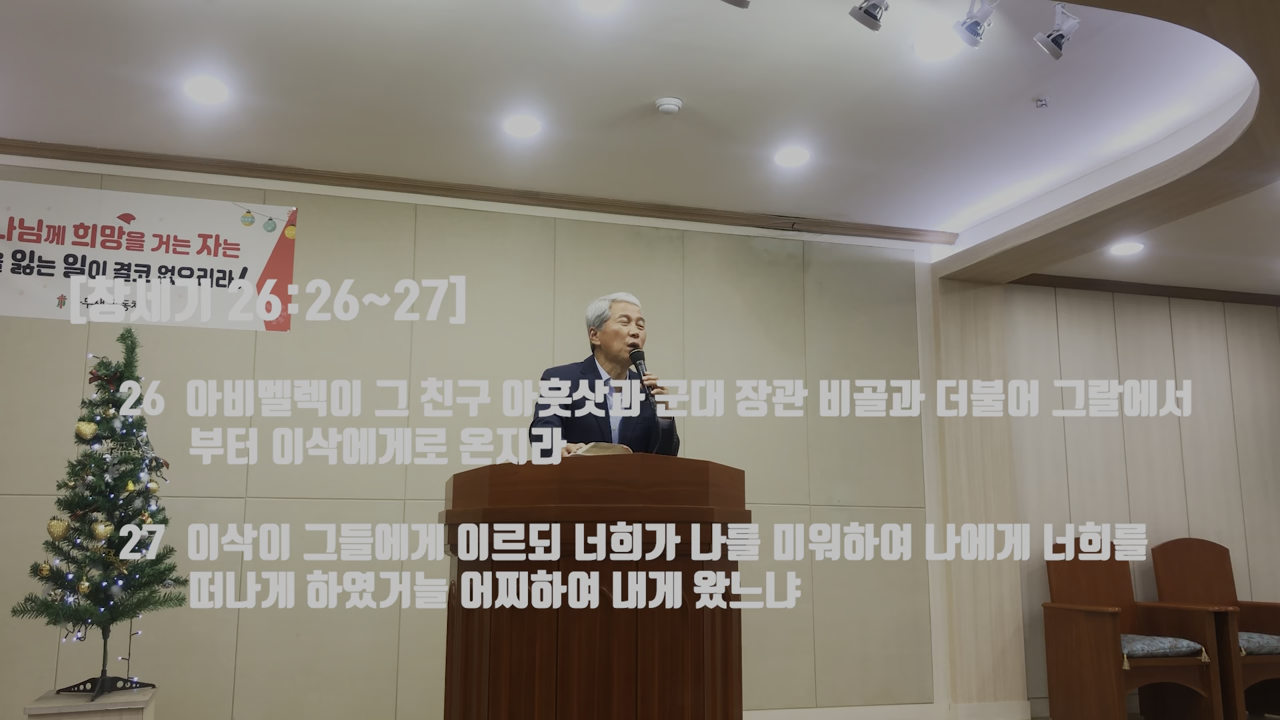 나님께 희망을 거는 자는
을 잃는 일이 결코 없으리라!
[창세기 26:26~27]
26 아비멜렉이 그 친구 아훗삿과 군대 장관 비골과 더불어 그랄에서
부터 이삭에게로 온지라
27 이삭이 그들에게 이르되 너희가 나를 미워하여 나에게 너희를
떠나게 하였거늘 어찌하여 내게 왔느냐